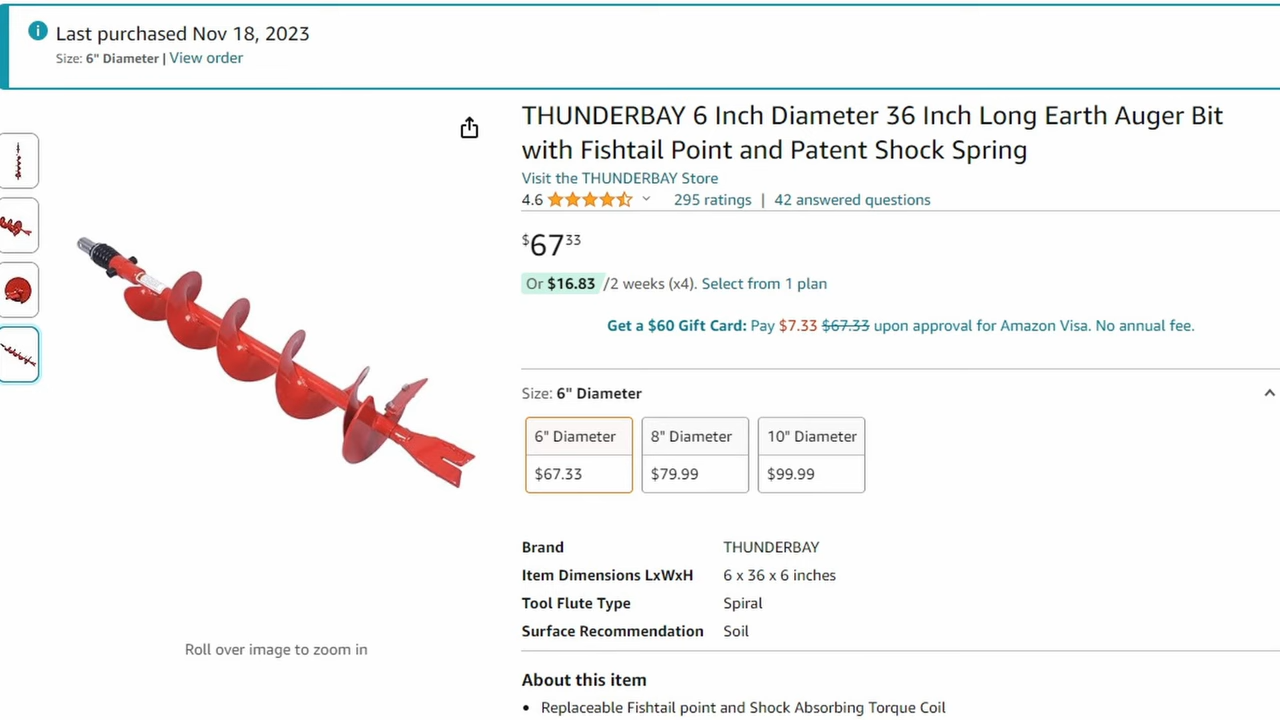 Last purchased Nov 18, 2023
Size: 6" Diameter | View order
THUNDERBAY 6 Inch Diameter 36 Inch Long Earth Auger Bit
with Fishtail Point and Patent Shock Spring
Visit the THUNDERBAY Store
4.6 295 ratings | 42 answered questions
$67 33
Or $16.83 /2 weeks (x4). Select from 1 plan
Get a $60 Gift Card: Pay $7.33 $67.33 upon approval for Amazon Visa. No annual fee.
Size: 6" Diameter
6" Diameter 8" Diameter 10" Diameter
$67.33 $79.99 $99.99
Brand THUNDERBAY
Item Dimensions LxWxH 6 x 36 x 6 inches
Tool Flute Type Spiral
Surface Recommendation Soil
Roll over image to zoom in
About this item
• Replaceable Fishtail point and Shock Absorbing Torque Coil